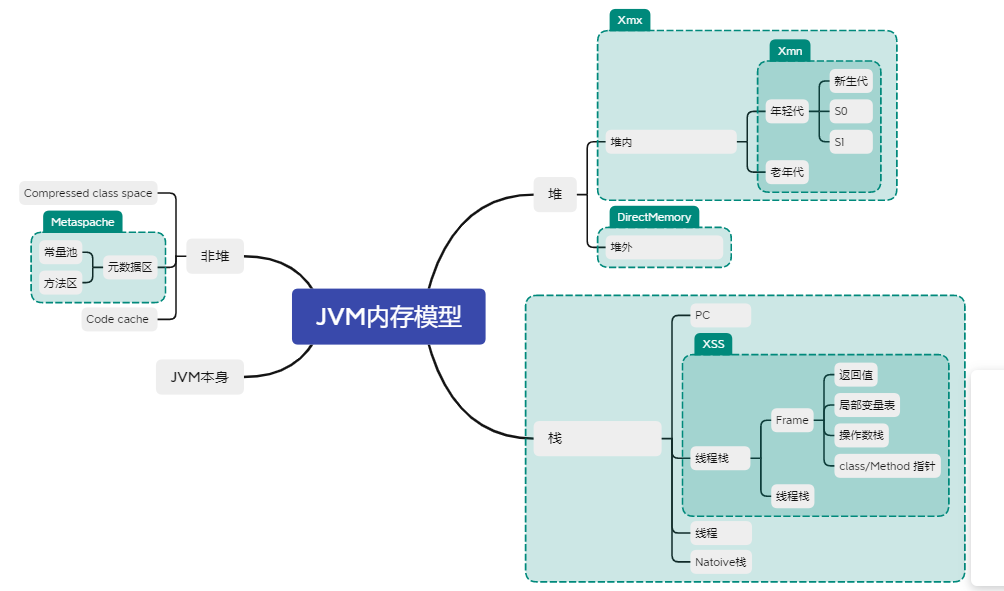 JVM内存模型
堆
Xmx
堆内
Xmn
年轻代
新生代
S0
S1
老年代
DirectMemory
堆外
栈
PC
XSS
线程栈
Frame
返回值
局部变量表
操作数栈
class/Method 指针
线程栈
线程
Natoive栈
非堆
Compressed class space
Metaspache
元数据区
常量池
方法区
Code cache
JVM本身